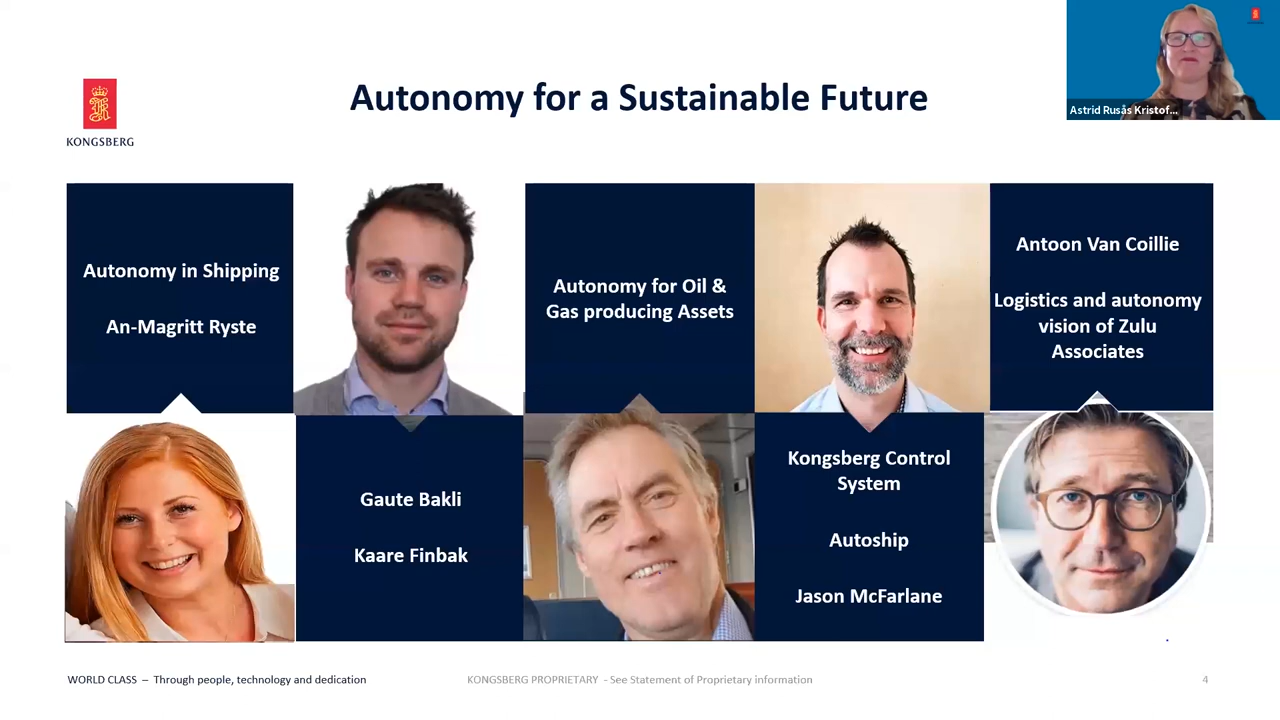 Autonomy for a Sustainable Future
KONGSBERG
Astrid Rusås Kristof...
Autonomy in Shipping
An-Magritt Ryste
Gaute Bakli
Kaare Finbak
Autonomy for Oil &
Gas producing Assets
Kongsberg Control
System
Autoship
Jason McFarlane
Antoon Van Coillie
Logistics and autonomy
vision of Zulu
Associates
WORLD CLASS – Through people, technology and dedication
KONGSBERG PROPRIETARY - See Statement of Proprietary information
4